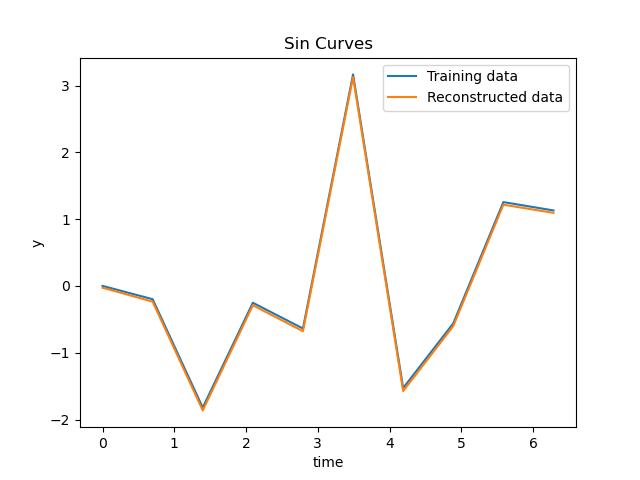 Sin Curves
Training data
Reconstructed data
3
2
1
0
−1
−2
y
0 1 2 3 4 5 6
time